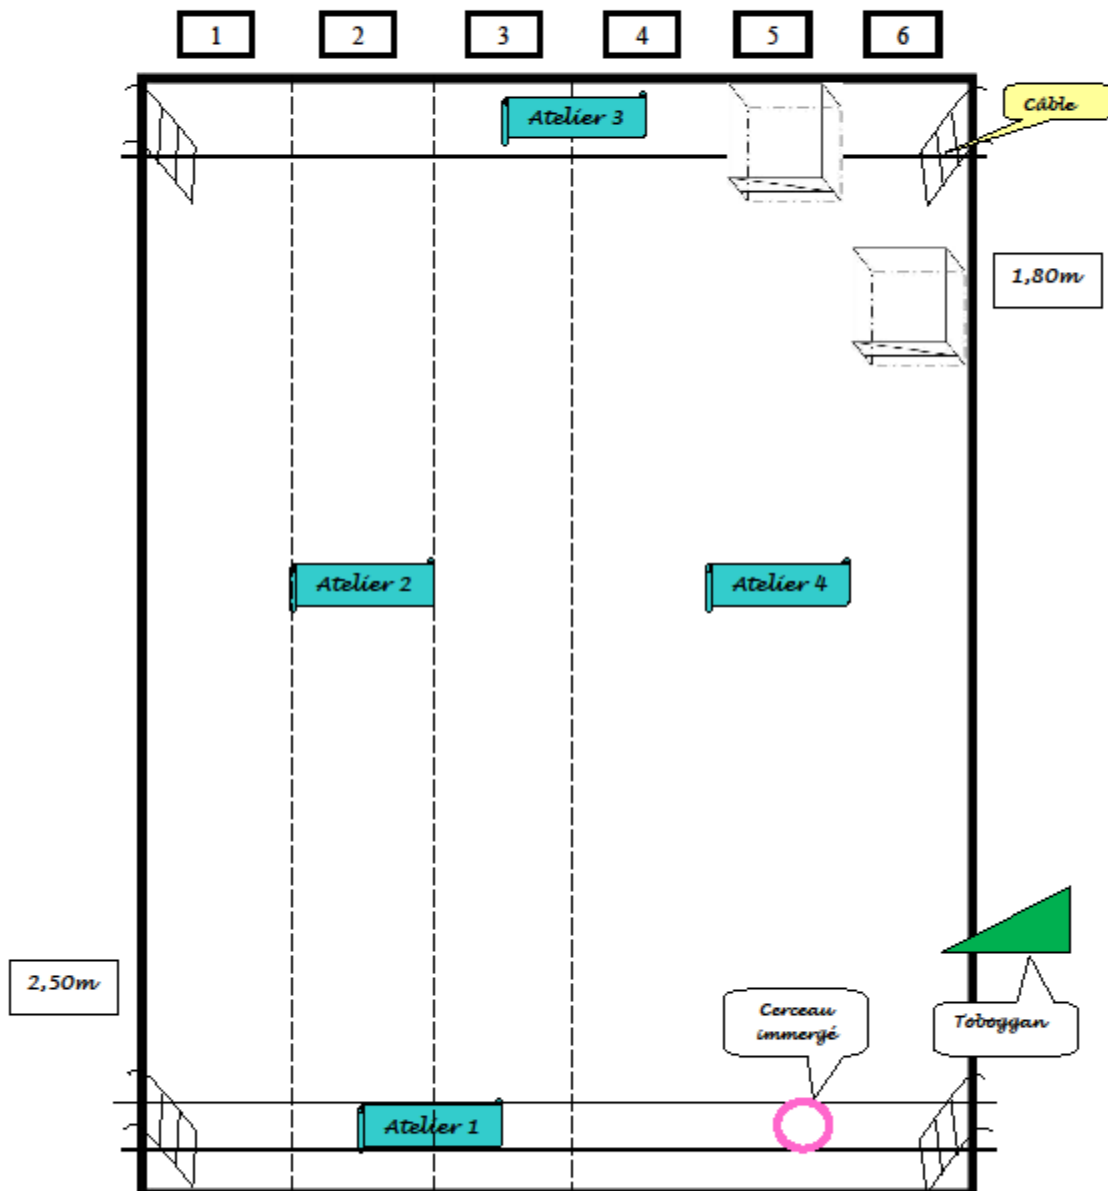 1
2
3
4
5
6
Câble
Atelier 3
1,80m
Atelier 2
Atelier 4
2,50m
Cerceau
immergé
Toboggan
Atelier 1